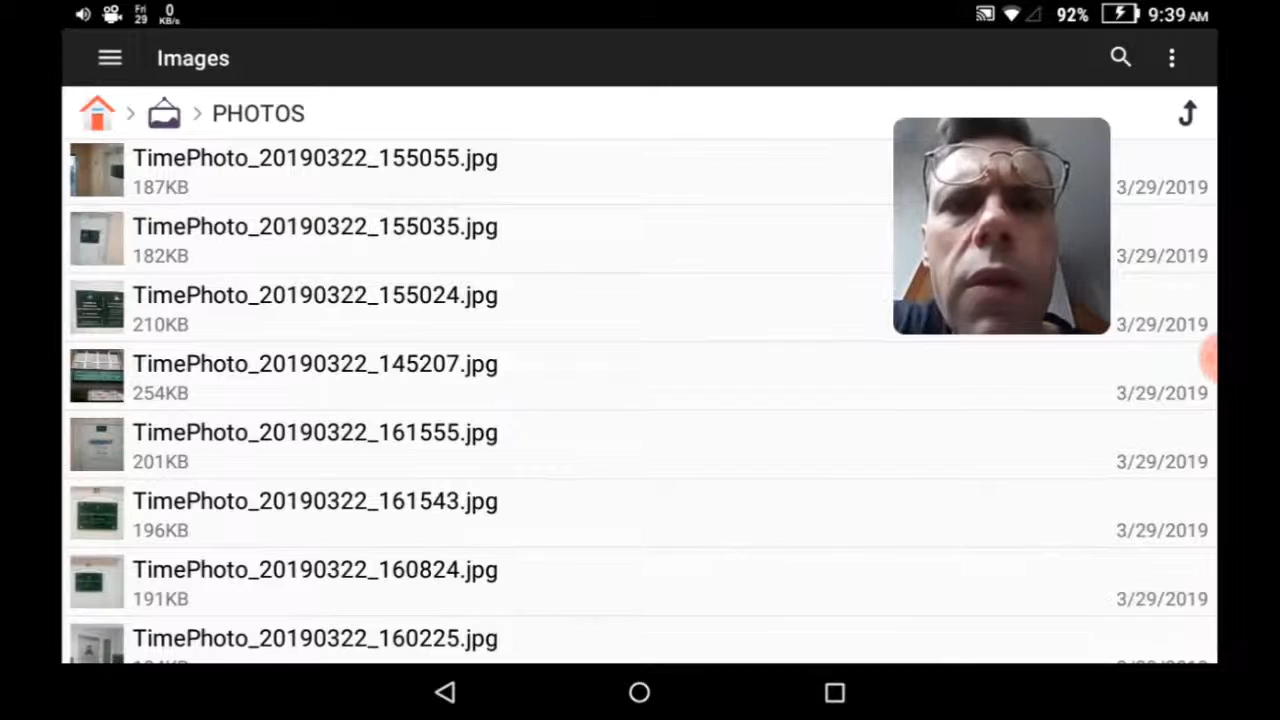 Fri
29
0
KB/s
92%
9:39 AM
Images
PHOTOS
TimePhoto_20190322_155055.jpg
187KB
3/29/2019
TimePhoto_20190322_155035.jpg
182KB
3/29/2019
TimePhoto_20190322_155024.jpg
210KB
3/29/2019
TimePhoto_20190322_145207.jpg
254KB
3/29/2019
TimePhoto_20190322_161555.jpg
201KB
3/29/2019
TimePhoto_20190322_161543.jpg
196KB
3/29/2019
TimePhoto_20190322_160824.jpg
191KB
3/29/2019
TimePhoto_20190322_160225.jpg